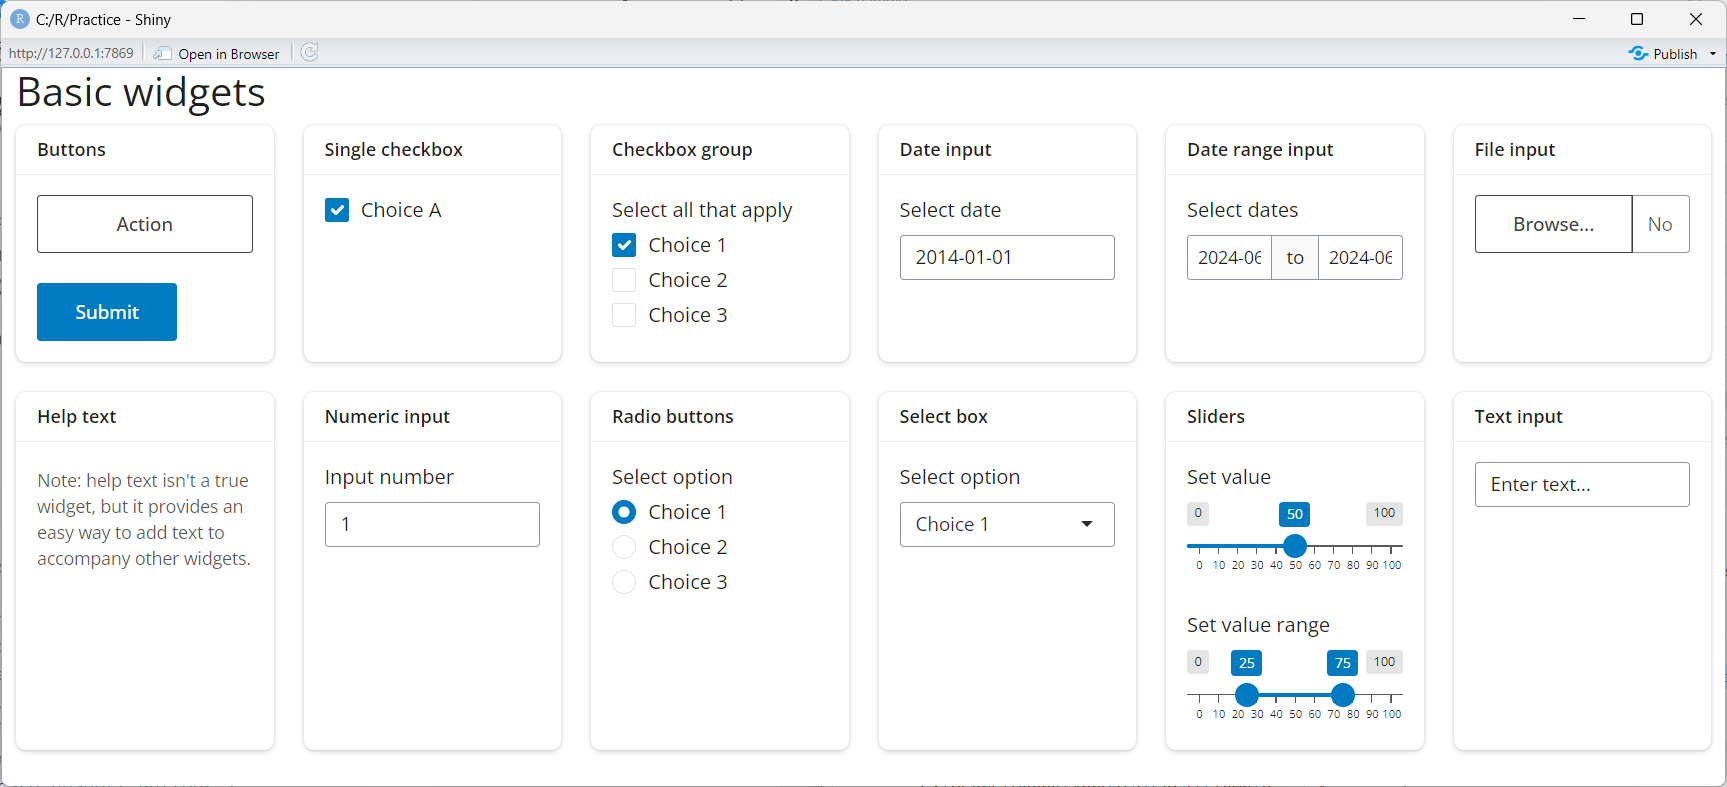 C:/R/Practice - Shiny
http://127.0.0.1:7869 Open in Browser Publish
Basic widgets
Buttons
Action
Submit
Single checkbox
Choice A
Checkbox group
Select all that apply
Choice 1
Choice 2
Choice 3
Date input
Select date
2014-01-01
Date range input
Select dates
2024-06 to 2024-06
File input
Browse... No
Help text
Note: help text isn't a true
widget, but it provides an
easy way to add text to
accompany other widgets.
Numeric input
Input number
1
Radio buttons
Select option
Choice 1
Choice 2
Choice 3
Select box
Select option
Choice 1
Sliders
Set value
0 50 100
0 10 20 30 40 50 60 70 80 90 100
Set value range
0 25 75 100
0 10 20 30 40 50 60 70 80 90 100
Text input
Enter text...